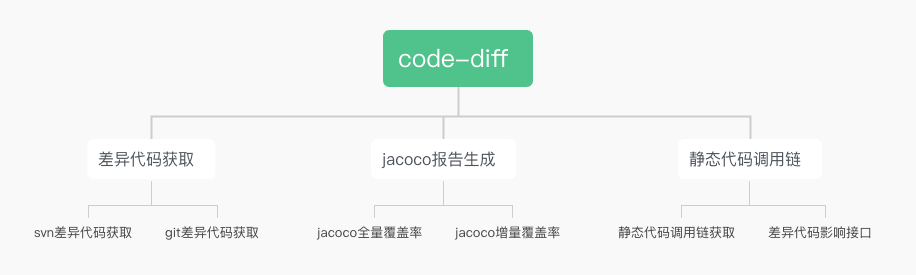 code-diff
差异代码获取
jacoco报告生成
静态代码调用链
svn差异代码获取
git差异代码获取
jacoco全量覆盖率
jacoco增量覆盖率
静态代码调用链获取
差异代码影响接口